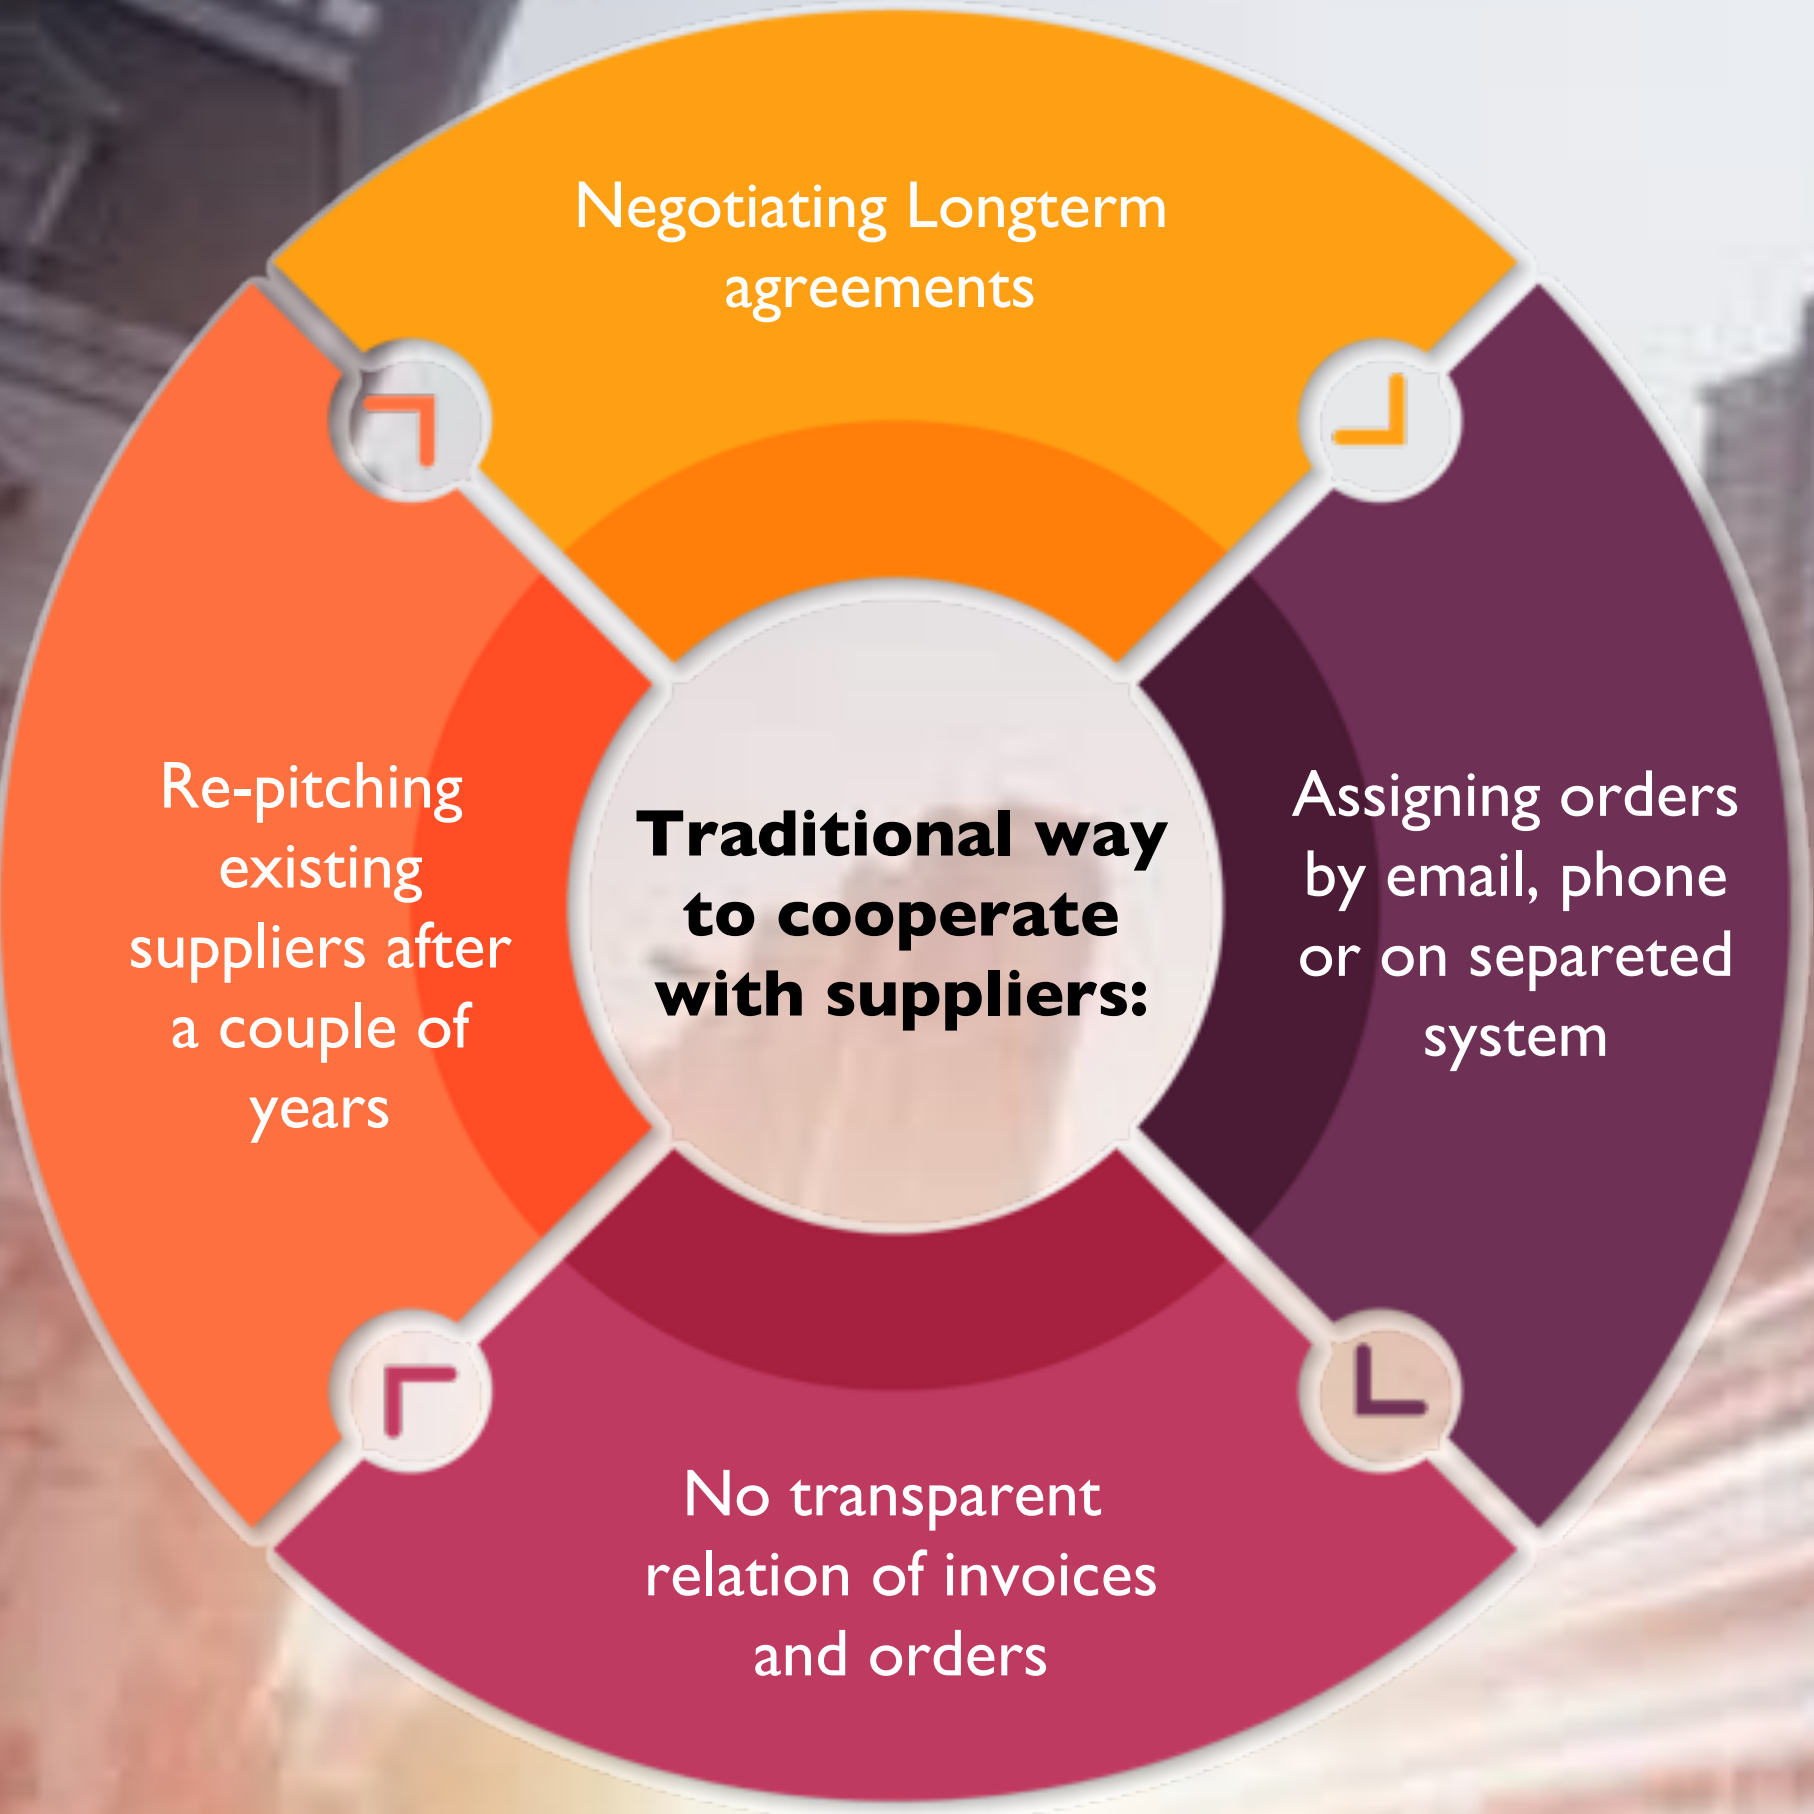 Negotiating Longterm
agreements
Re-pitching
existing
suppliers after
a couple of
years
Traditional way
to cooperate
with suppliers:
Assigning orders
by email, phone
or on separeted
system
No transparent
relation of invoices
and orders